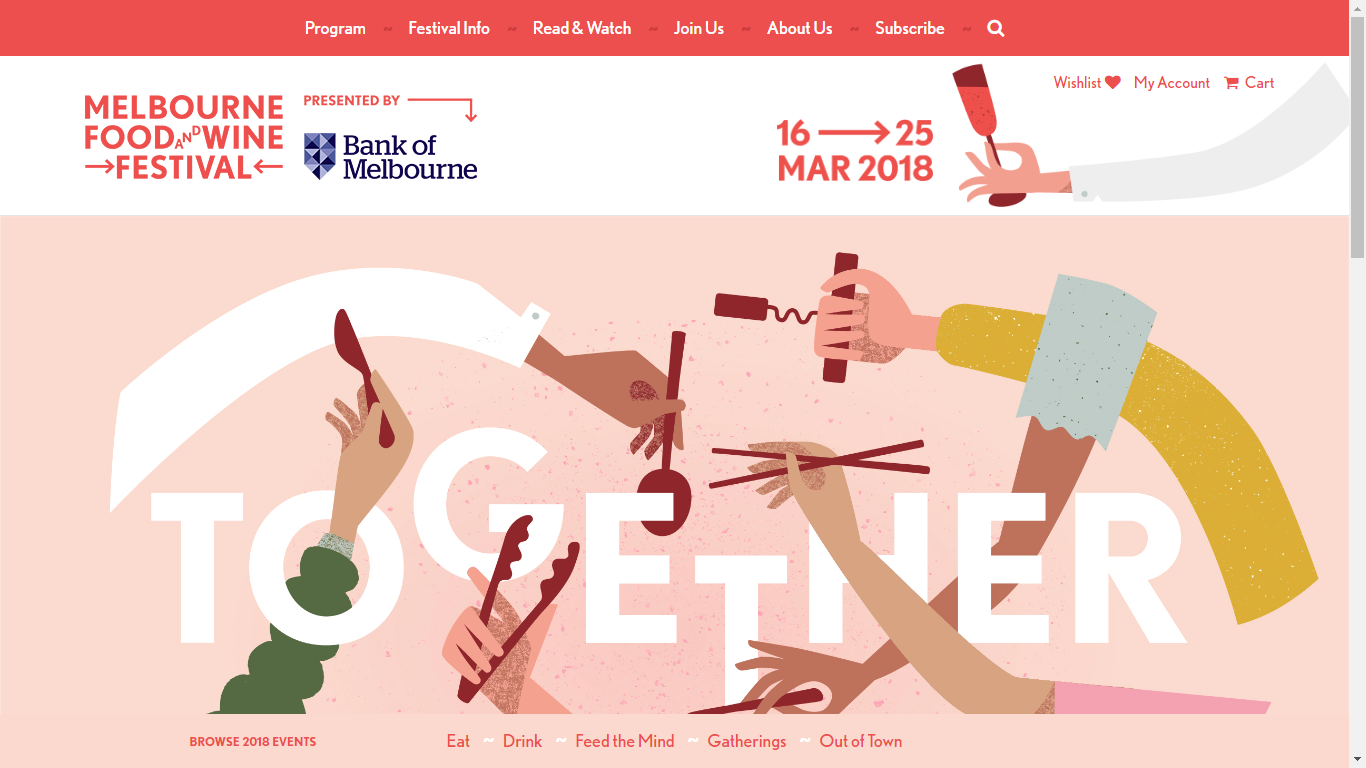 Program ~ Festival Info ~ Read & Watch ~ Join Us ~ About Us ~ Subscribe ~
Wishlist My Account Cart
MELBOURNE
FOOD AND WINE
→FESTIVAL←
PRESENTED BY
Bank of
Melbourne
16 → 25
MAR 2018
TOGETHER
BROWSE 2018 EVENTS
Eat ~ Drink ~ Feed the Mind ~ Gatherings ~ Out of Town